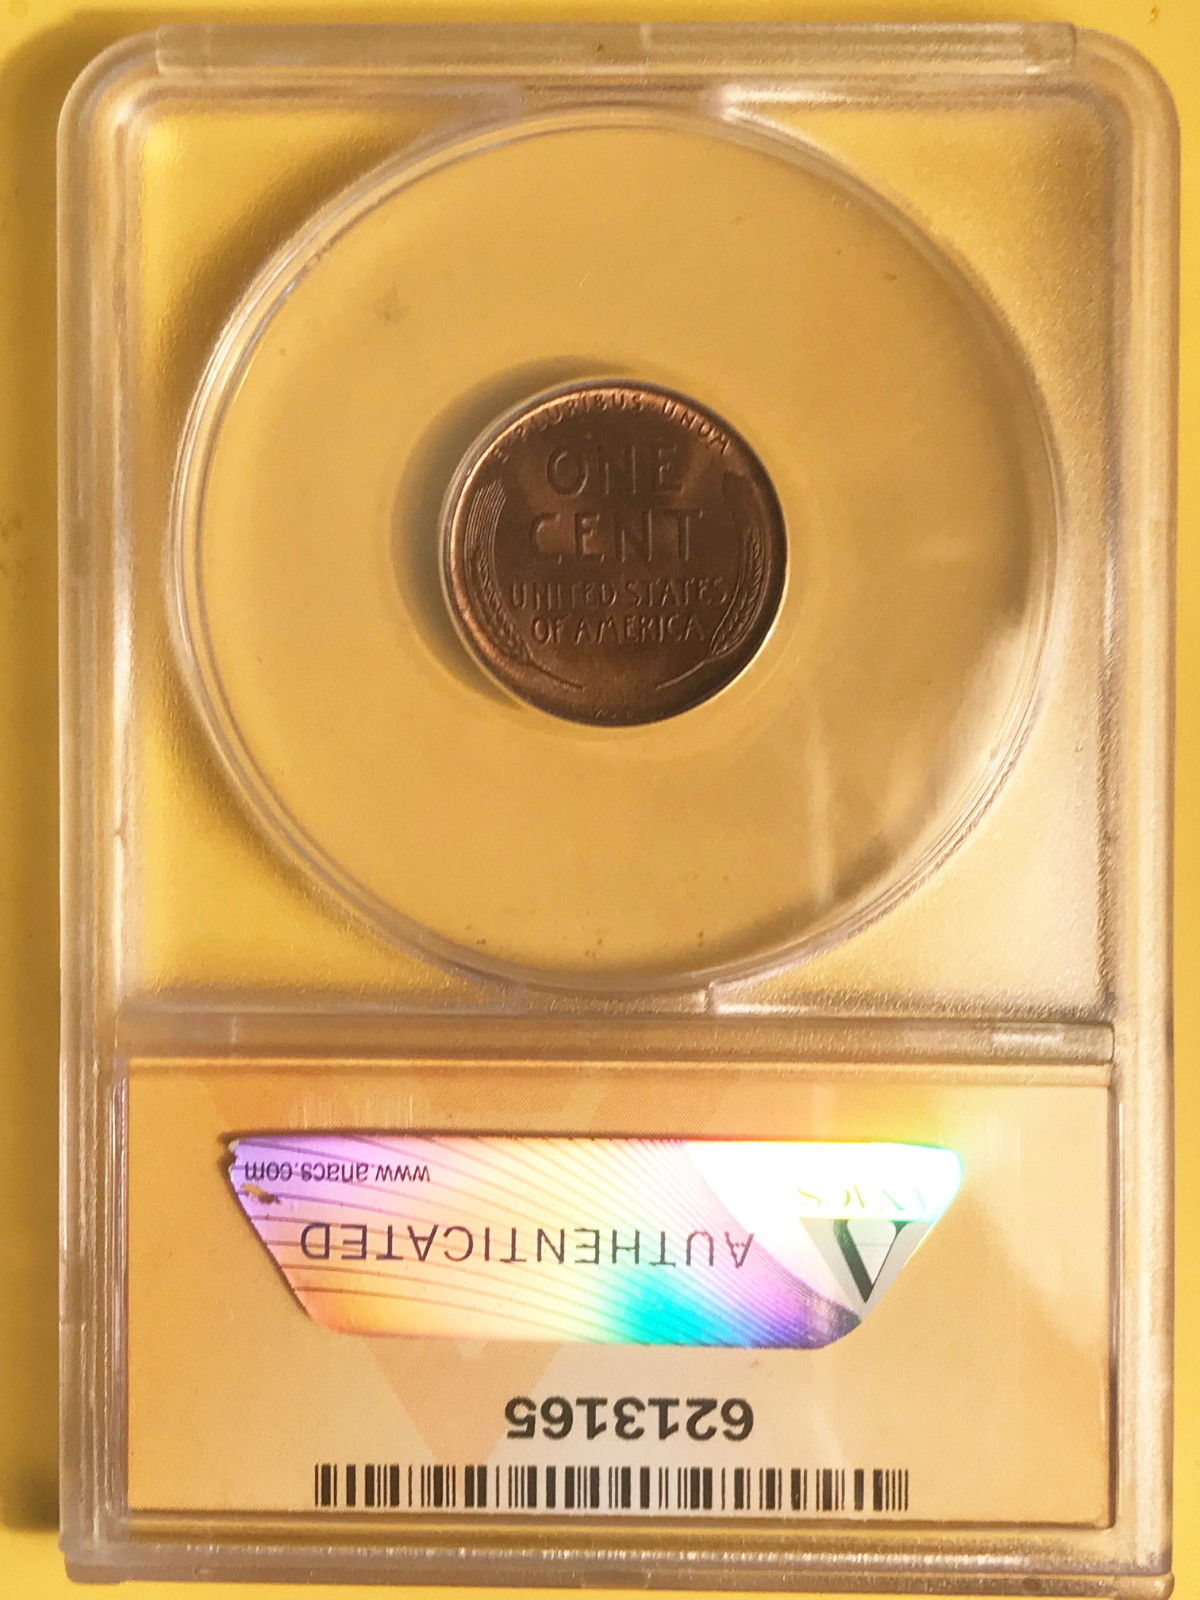 E PLURIBUS UNUM
ONE
CENT
UNITED STATES
OF AMERICA
www.anacs.com
ANACS
AUTHENTICATED
6213165